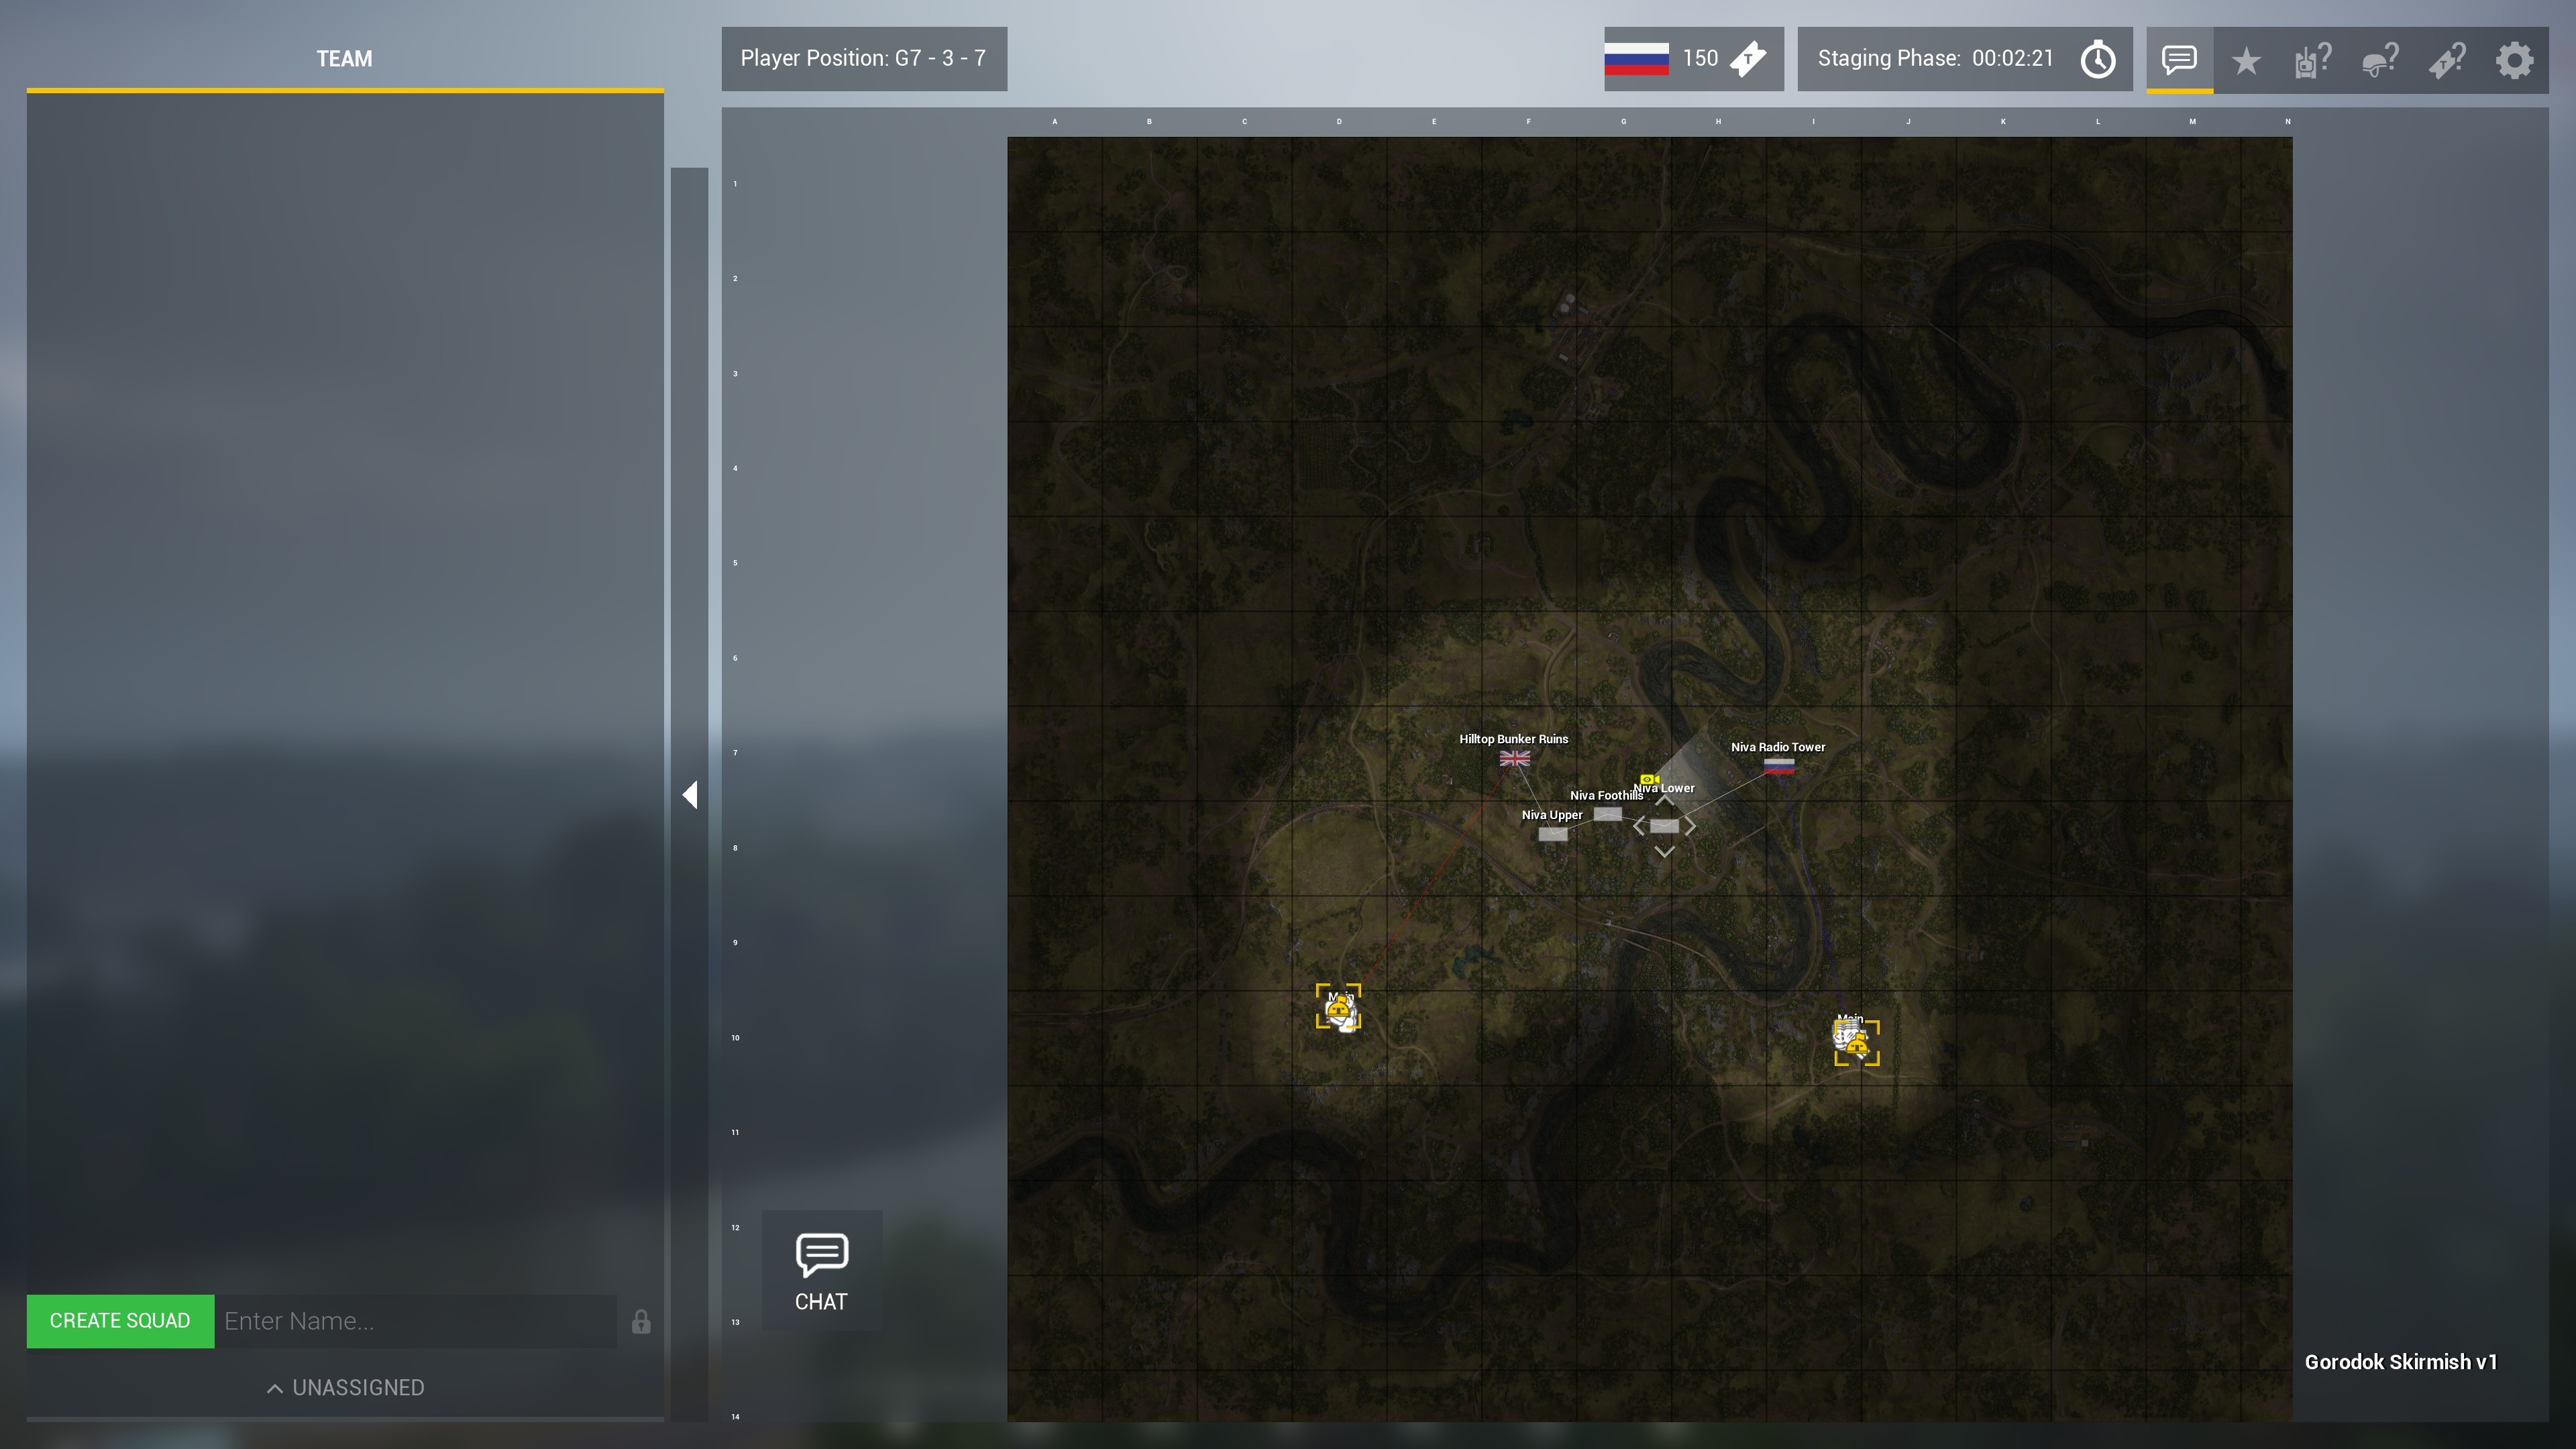 TEAM
Player Position: G7 - 3 - 7
150
Staging Phase: 00:02:21
A B C D E F G H I J K L M N
1
2
3
4
5
6
7
8
9
10
11
12
13
14
Hilltop Bunker Ruins
Niva Radio Tower
Niva Lower
Niva Foothills
Niva Upper
Main
Main
CHAT
CREATE SQUAD
Enter Name...
UNASSIGNED
Gorodok Skirmish v1